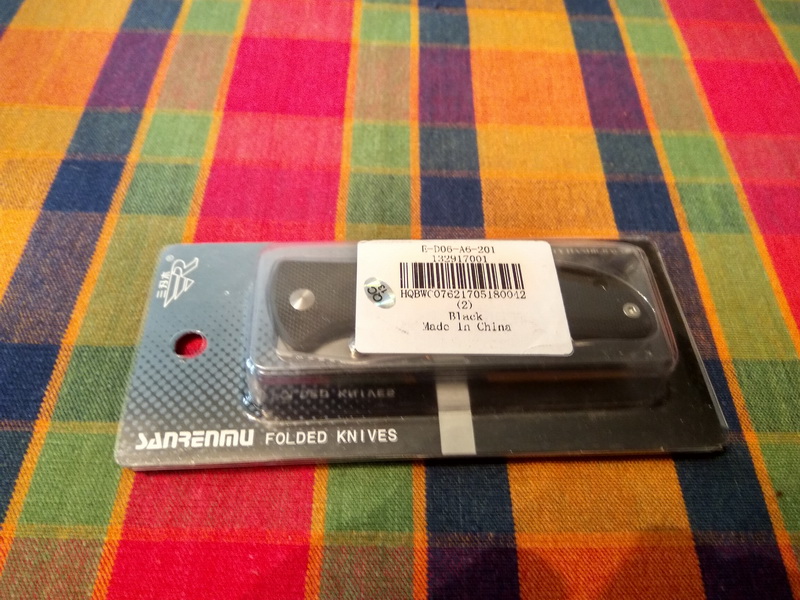 E-D06-A6-201
132917001
HQBWC07621705180042
(2)
Black
Made in China
三刃木®
SANRENMU FOLDED KNIVES